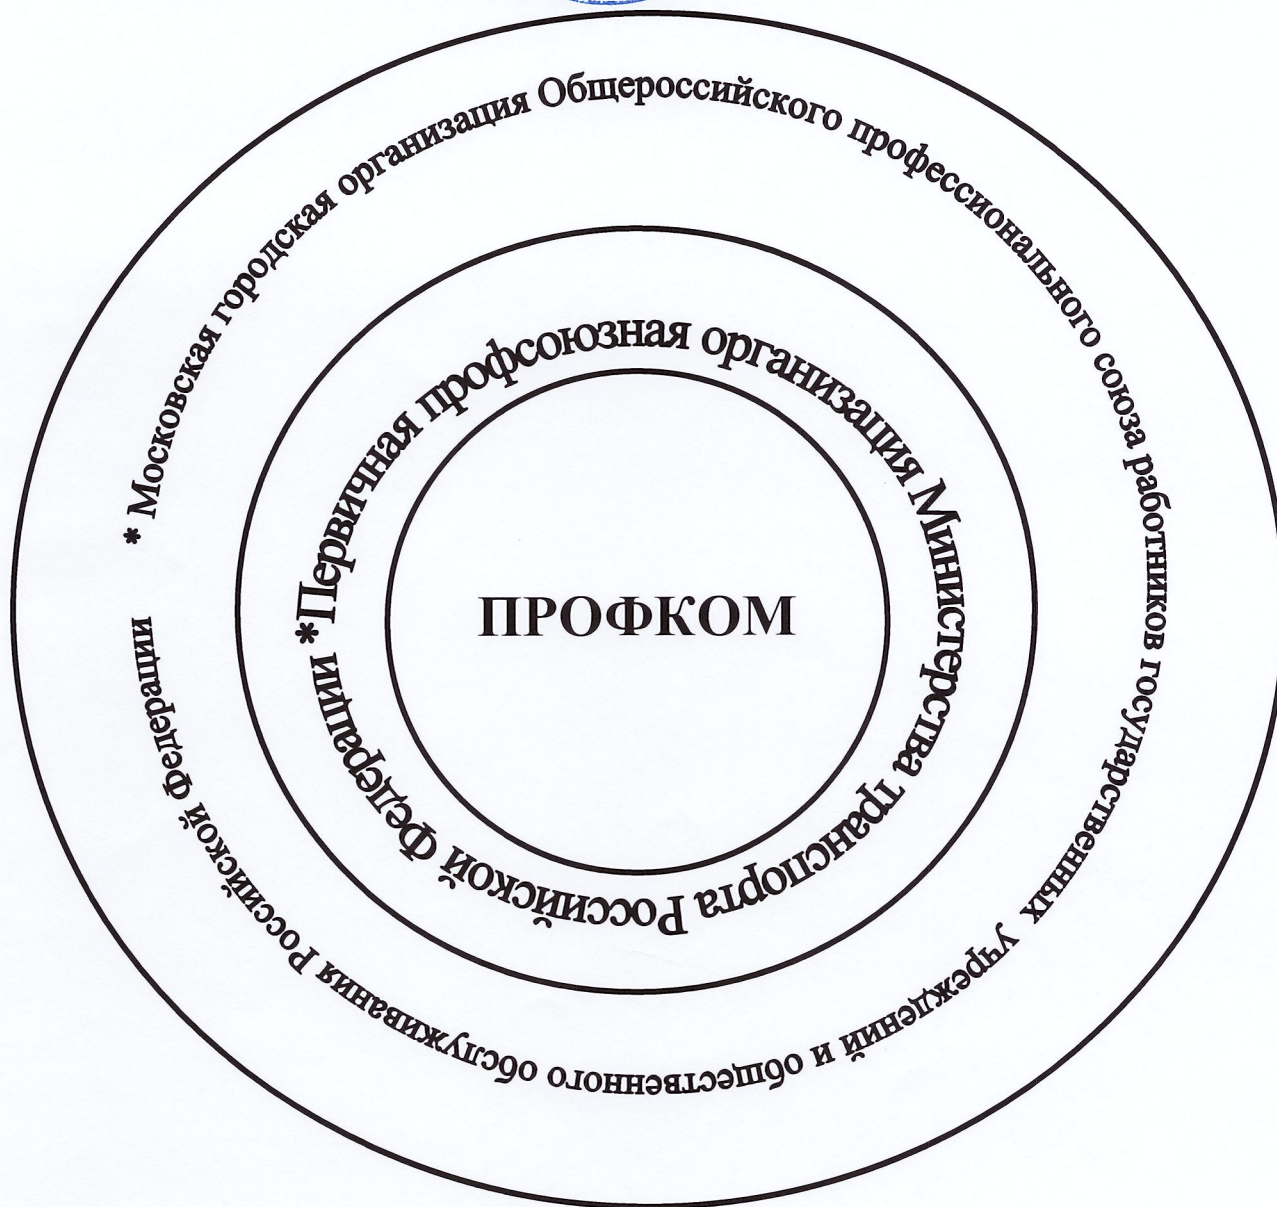 * Московская городская организация Общероссийского профессионального союза работников государственных учреждений и общественного обслуживания Российской Федерации
*Первичная профсоюзная организация Министерства транспорта Российской Федерации
ПРОФКОМ